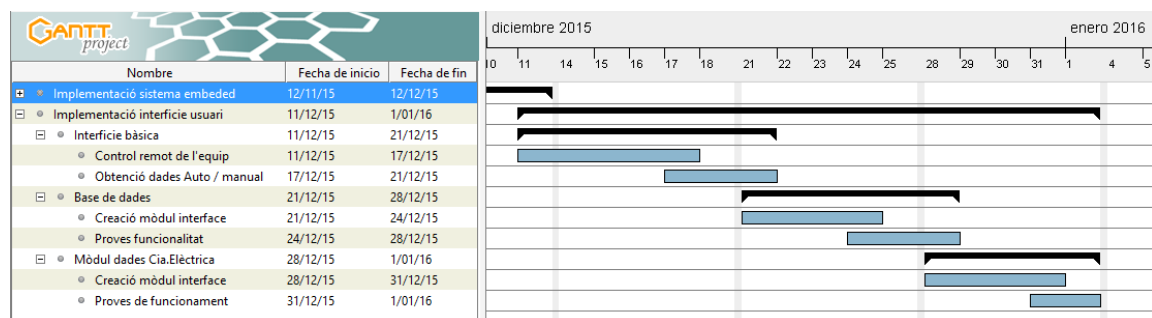 GANTT
project
diciembre 2015 enero 2016
10 11 14 15 16 17 18 21 22 23 24 25 28 29 30 31 1 4 5
Nombre Fecha de inicio Fecha de fin
Implementació sistema embeded 12/11/15 12/12/15
Implementació interfície usuari 11/12/15 1/01/16
Interfície bàsica 11/12/15 21/12/15
Control remot de l'equip 11/12/15 17/12/15
Obtenció dades Auto / manual 17/12/15 21/12/15
Base de dades 21/12/15 28/12/15
Creació mòdul interface 21/12/15 24/12/15
Proves funcionalitat 24/12/15 28/12/15
Mòdul dades Cia.Elèctrica 28/12/15 1/01/16
Creació mòdul interface 28/12/15 31/12/15
Proves de funcionament 31/12/15 1/01/16